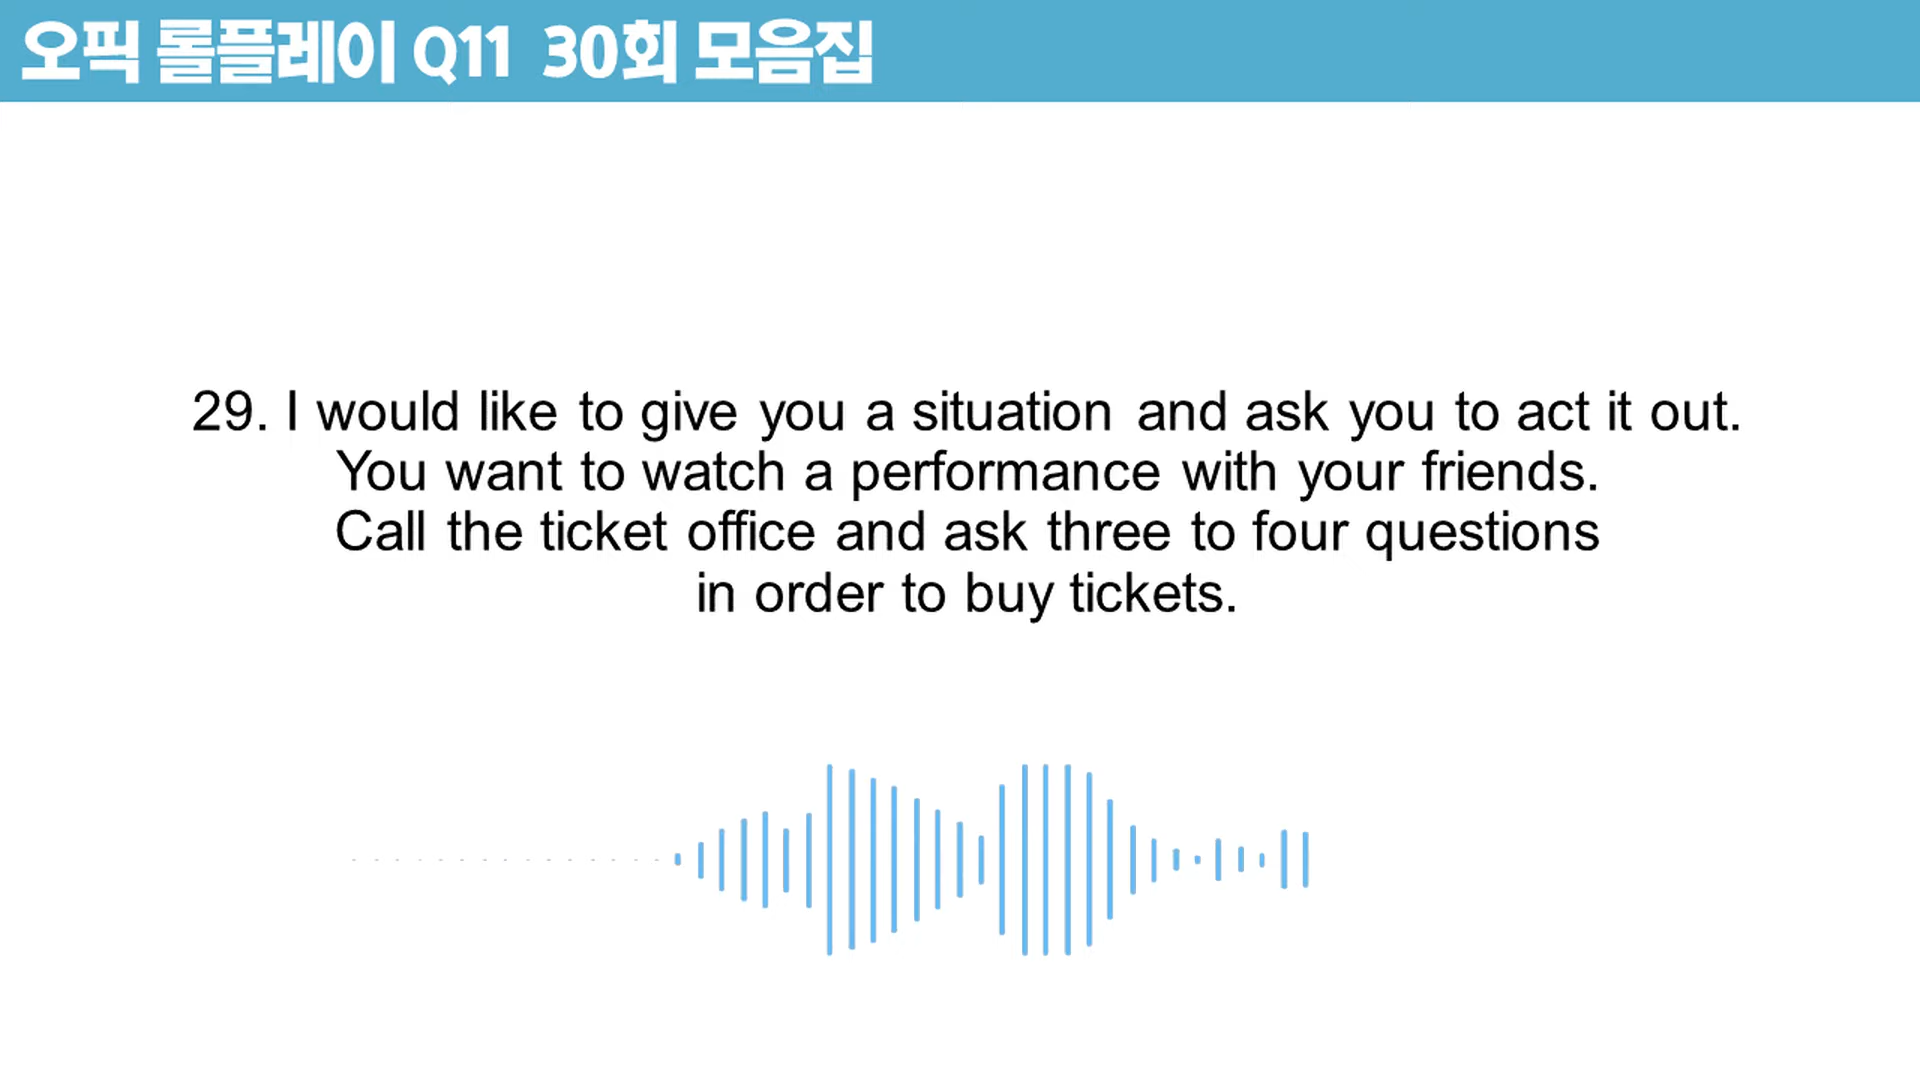 오픽 롤플레이 Q11 30회 모음집
29. I would like to give you a situation and ask you to act it out.
You want to watch a performance with your friends.
Call the ticket office and ask three to four questions
in order to buy tickets.